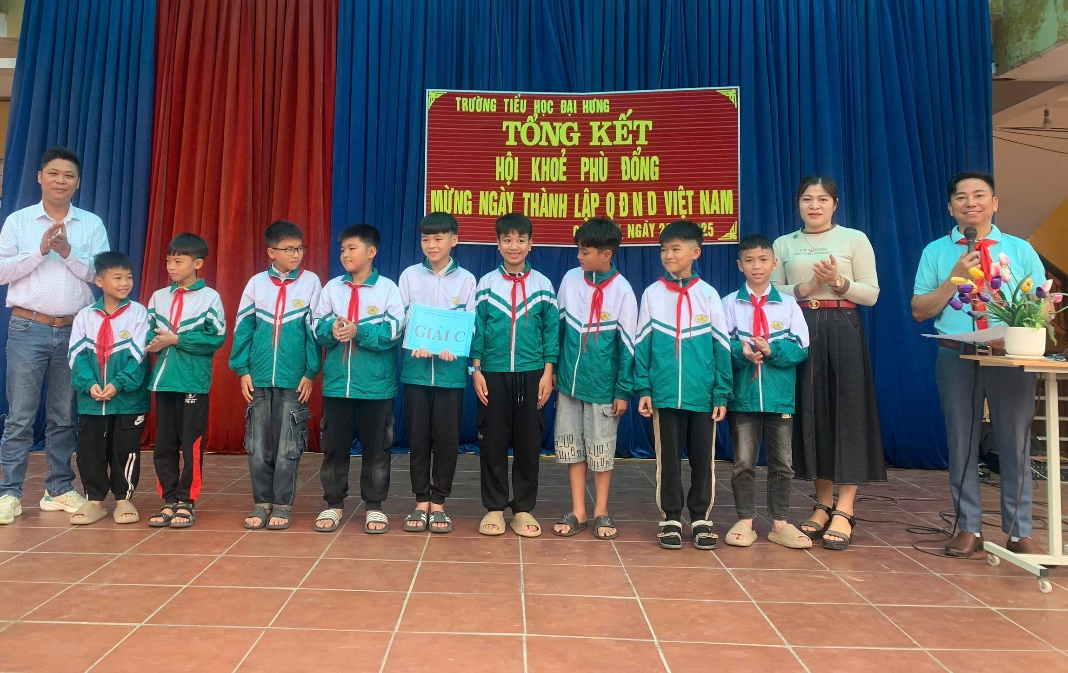 TRƯỜNG TIỂU HỌC ĐẠI HƯNG
TỔNG KẾT
HỘI KHOẺ PHÙ ĐỔNG
MỪNG NGÀY THÀNH LẬP QĐND VIỆT NAM
NGÀY
GIẢI C